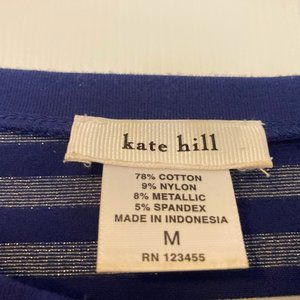 kate hill
78% COTTON
9% NYLON
8% METALLIC
5% SPANDEX
MADE IN INDONESIA
M
RN 123455